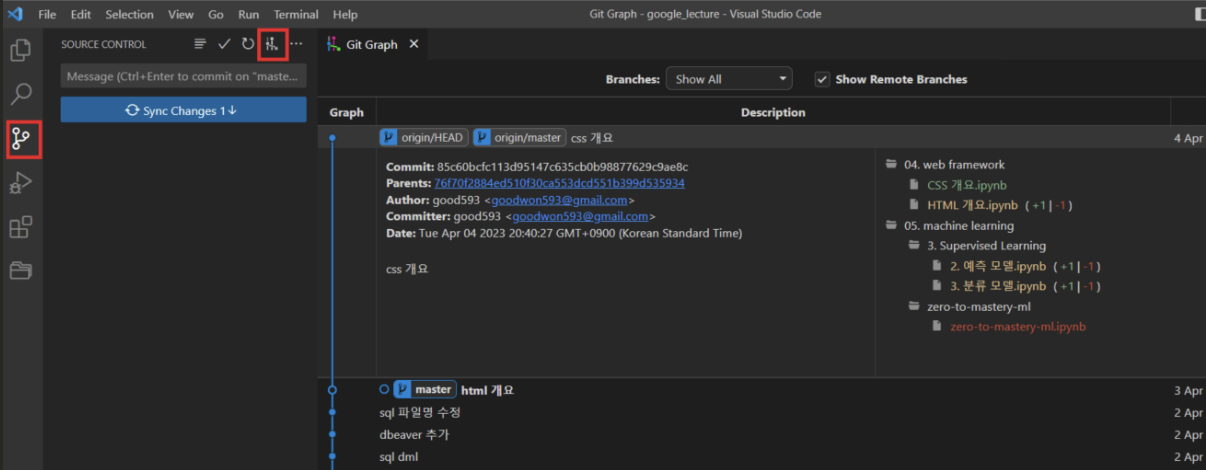 File Edit Selection View Go Run Terminal Help
Git Graph - google_lecture - Visual Studio Code
SOURCE CONTROL
Message (Ctrl+Enter to commit on "maste...
Sync Changes 1↓
Git Graph
Branches: Show All
Show Remote Branches
Graph Description
origin/HEAD origin/master css 개요 4 Apr
Commit: 85c60bcfc113d95147c635cb0b98877629c9ae8c
Parents: 76f70f2884ed510f30ca553dcd551b399d535934
Author: good593 <goodwon593@gmail.com>
Committer: good593 <goodwon593@gmail.com>
Date: Tue Apr 04 2023 20:40:27 GMT+0900 (Korean Standard Time)
css 개요
04. web framework
CSS 개요.ipynb
HTML 개요.ipynb (+1|-1)
05. machine learning
3. Supervised Learning
2. 예측 모델.ipynb (+1|-1)
3. 분류 모델.ipynb (+1|-1)
zero-to-mastery-ml
zero-to-mastery-ml.ipynb
master html 개요 3 Apr
sql 파일명 수정 2 Apr
dbeaver 추가 2 Apr
sql dml 2 Apr